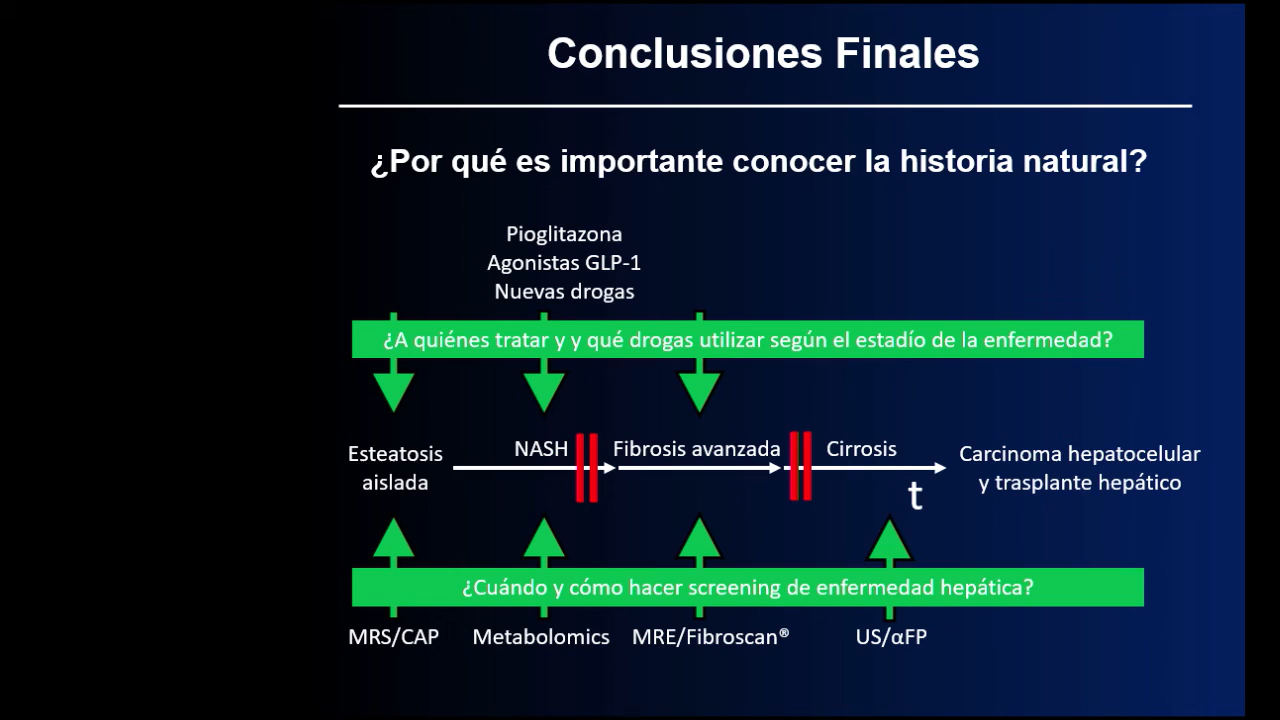 Conclusiones Finales
¿Por qué es importante conocer la historia natural?
Pioglitazona
Agonistas GLP-1
Nuevas drogas
¿A quiénes tratar y y qué drogas utilizar según el estadío de la enfermedad?
Esteatosis
aislada
NASH
Fibrosis avanzada
Cirrosis
Carcinoma hepatocelular
y trasplante hepático
t
¿Cuándo y cómo hacer screening de enfermedad hepática?
MRS/CAP
Metabolomics
MRE/Fibroscan®
US/αFP